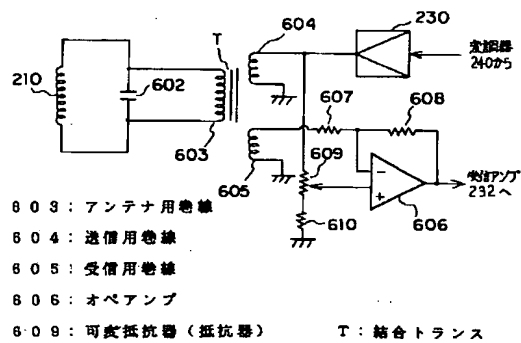 T
604
230
210
602
603
変調器
240から
607
608
609
605
610
606
受信アンプ
232へ
603：アンテナ用巻線
604：送信用巻線
605：受信用巻線
606：オペアンプ
609：可変抵抗器（抵抗器） T：結合トランス